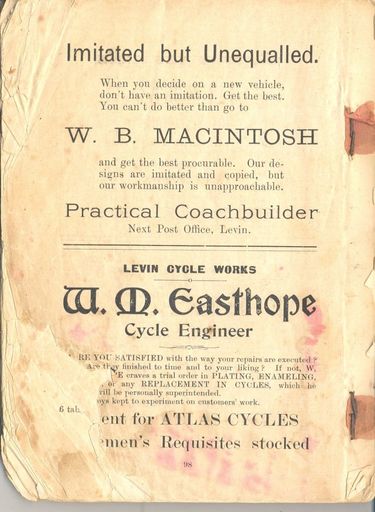 Imitated but Unequalled.
When you decide on a new vehicle,
don't have an imitation. Get the best.
You can't do better than go to
W. B. MACINTOSH
and get the best procurable. Our de-
signs are imitated and copied, but
our workmanship is unapproachable.
Practical Coachbuilder
Next Post Office, Levin.
LEVIN CYCLE WORKS
W. M. Easthope
Cycle Engineer
RE YOU SATISFIED with the way your repairs are executed?
Are they finished to time and to your liking? If not, W.
E craves a trial order in PLATING, ENAMELING,
or any REPLACEMENT IN CYCLES, which he
will be personally superintended.
oys kept to experiment on customers' work.
6 tab.
ent for ATLAS CYCLES
emen's Requisites stocked
98